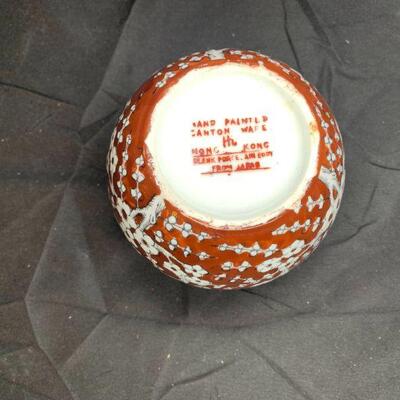 HAND PAINTED
CANTON WARE
HONG KONG
BLANK PORCELAIN
FROM JAPAN